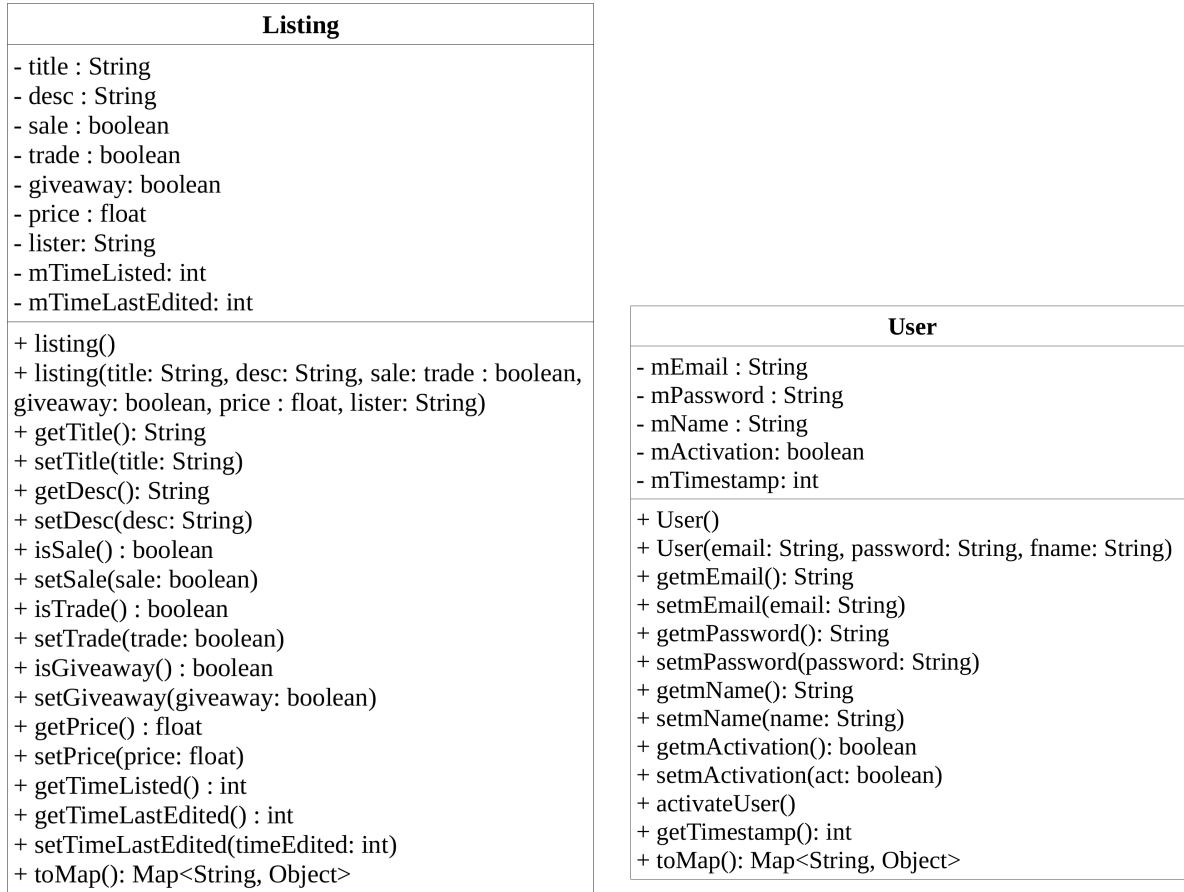 Listing
- title : String
- desc : String
- sale : boolean
- trade : boolean
- giveaway: boolean
- price : float
- lister: String
- mTimeListed: int
- mTimeLastEdited: int
+ listing()
+ listing(title: String, desc: String, sale: trade : boolean,
giveaway: boolean, price : float, lister: String)
+ getTitle(): String
+ setTitle(title: String)
+ getDesc(): String
+ setDesc(desc: String)
+ isSale() : boolean
+ setSale(sale: boolean)
+ isTrade() : boolean
+ setTrade(trade: boolean)
+ isGiveaway() : boolean
+ setGiveaway(giveaway: boolean)
+ getPrice() : float
+ setPrice(price: float)
+ getTimeListed() : int
+ getTimeLastEdited() : int
+ setTimeLastEdited(timeEdited: int)
+ toMap(): Map<String, Object>
User
- mEmail : String
- mPassword : String
- mName : String
- mActivation: boolean
- mTimestamp: int
+ User()
+ User(email: String, password: String, fname: String)
+ getmEmail(): String
+ setmEmail(email: String)
+ getmPassword(): String
+ setmPassword(password: String)
+ getmName(): String
+ setmName(name: String)
+ getmActivation(): boolean
+ setmActivation(act: boolean)
+ activateUser()
+ getTimestamp(): int
+ toMap(): Map<String, Object>